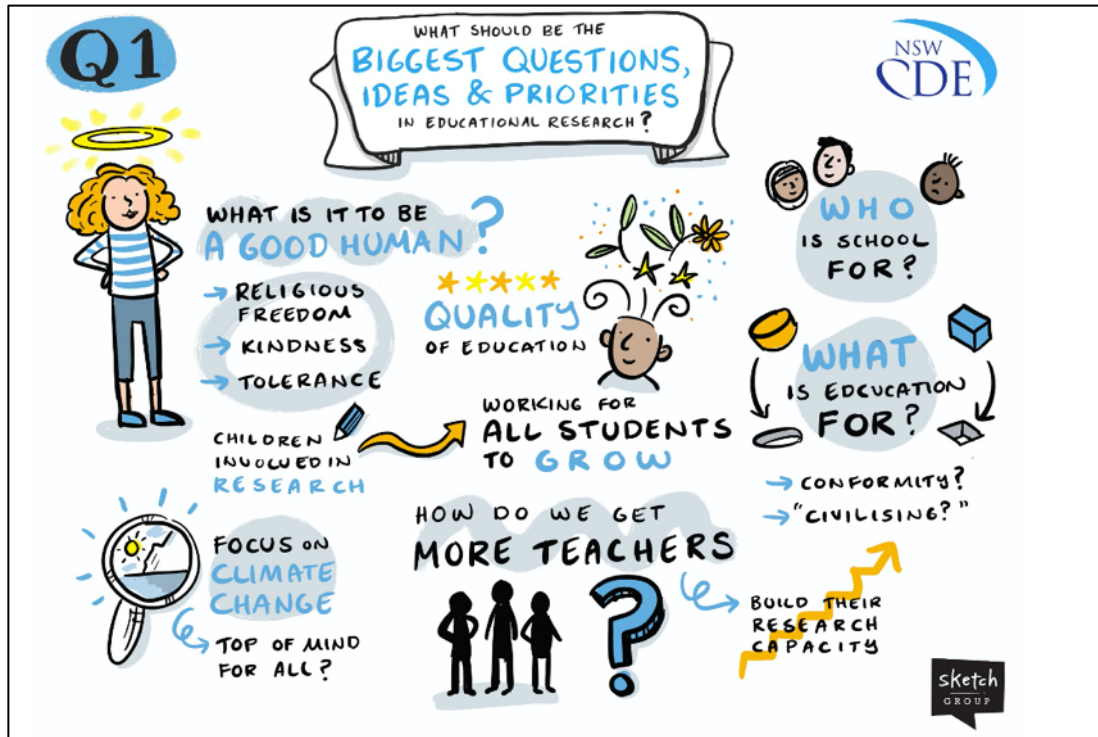 Q1
WHAT SHOULD BE THE
BIGGEST QUESTIONS,
IDEAS & PRIORITIES
IN EDUCATIONAL RESEARCH?
NSW
CDE
WHAT IS IT TO BE
A GOOD HUMAN?
→ RELIGIOUS
FREEDOM
→ KINDNESS
→ TOLERANCE
QUALITY
OF EDUCATION
WHO
IS SCHOOL
FOR?
WHAT
IS EDCUCATION
FOR?
→ CONFORMITY?
→ "CIVILISING?"
CHILDREN
INVOLVED IN
RESEARCH
WORKING FOR
ALL STUDENTS
TO GROW
FOCUS ON
CLIMATE
CHANGE
TOP OF MIND
FOR ALL?
HOW DO WE GET
MORE TEACHERS
?
BUILD THEIR
RESEARCH
CAPACITY
sketch
GROUP